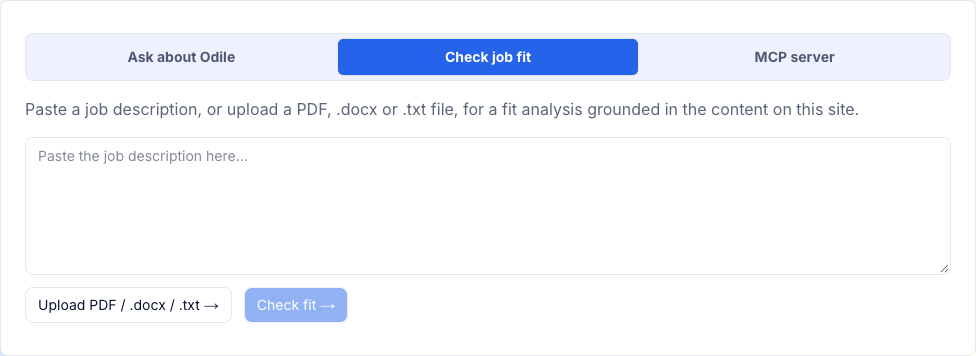 Ask about Odile
Check job fit
MCP server
Paste a job description, or upload a PDF, .docx or .txt file, for a fit analysis grounded in the content on this site.
Paste the job description here...
Upload PDF / .docx / .txt →
Check fit →